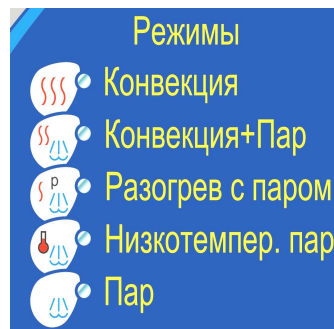 Режимы
Конвекция
Конвекция+Пар
р
Разогрев с паром
Низкотемпер. пар
Пар